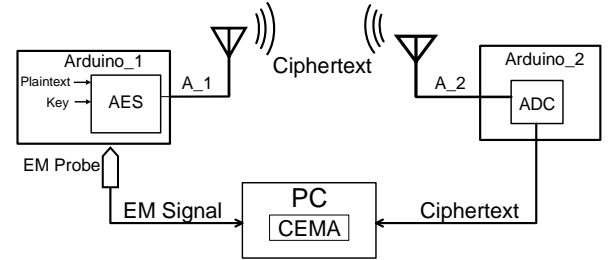 Arduino_1
Plaintext
Key
AES
A_1
Ciphertext
A_2
Arduino_2
ADC
EM Probe
EM Signal
PC
CEMA
Ciphertext